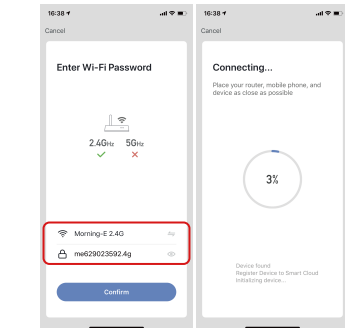 16:38
Cancel
Enter Wi-Fi Password
2.4GHz 5GHz
Morning-E 2.4G
me629023592.4g
Confirm
16:38
Cancel
Connecting...
Place your router, mobile phone, and
device as close as possible
3%
Device found
Register Device to Smart Cloud
Initializing device...